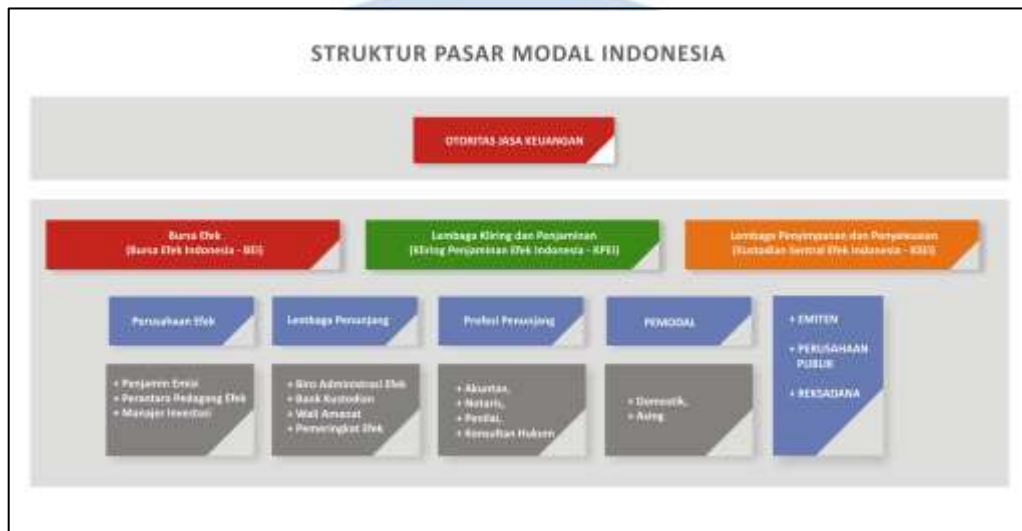 STRUKTUR PASAR MODAL INDONESIA
OTORITAS JASA KEUANGAN
Bursa Efek
(Bursa Efek Indonesia - BEI)
Lembaga Kliring dan Penjaminan
(Kliring Penjaminan Efek Indonesia - KPEI)
Lembaga Penyimpanan dan Penyelesaian
(Kustodian Sentral Efek Indonesia - KSEI)
Perusahaan Efek
Lembaga Penunjang
Profesi Penunjang
PEMODAL
+ EMITEN
+ PERUSAHAAN
PUBLIK
+ REKSADANA
+ Penjamin Emisi
+ Perantara Pedagang Efek
+ Manajer Investasi
+ Biro Administrasi Efek
+ Bank Kustodian
+ Wali Amanat
+ Pemeringkat Efek
+ Akuntan,
+ Notaris,
+ Penilai,
+ Konsultan Hukum
+ Domestik,
+ Asing